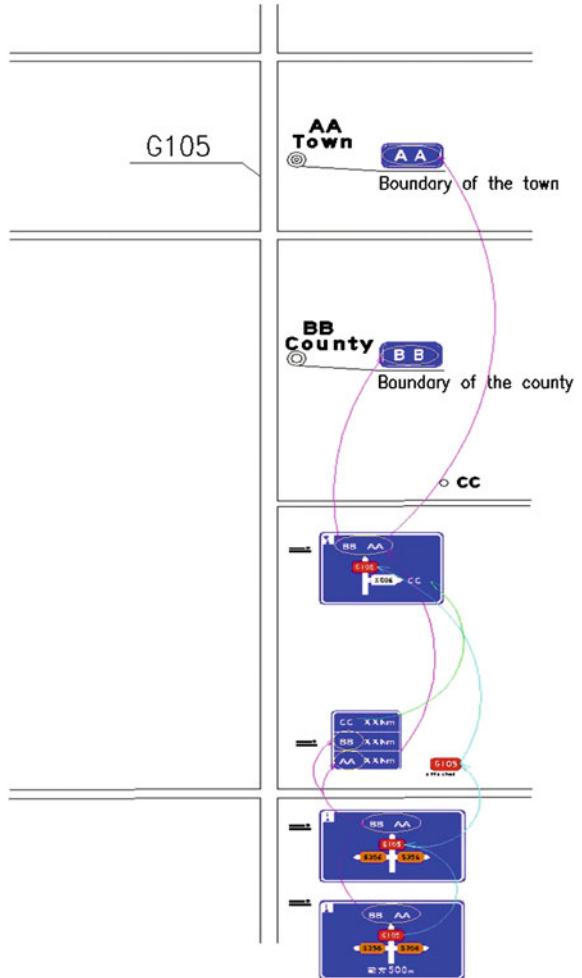 AA
Town
G105
AA
Boundary of the town
BB
County
BB
Boundary of the county
CC
BB AA
G105
X506 CC
CC XXkm
BB XXkm
AA XXkm
G105
BB AA
G105
S356 S356
BB AA
G105
S356 S356
500m